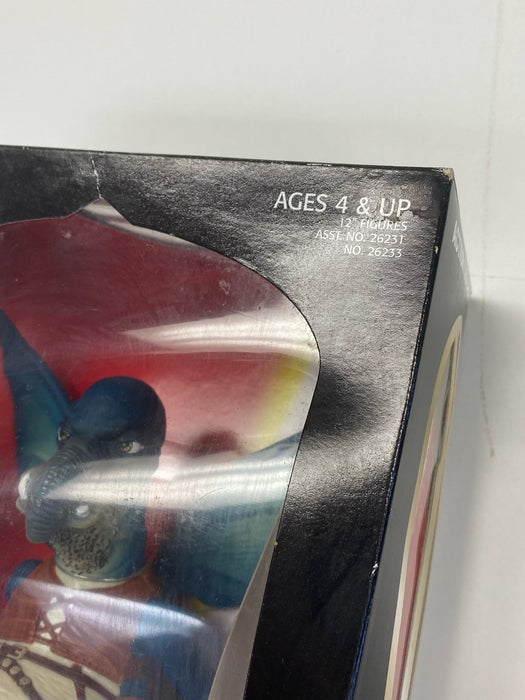 AGES 4 & UP
12" FIGURES
ASST. NO. 26231
NO. 26233